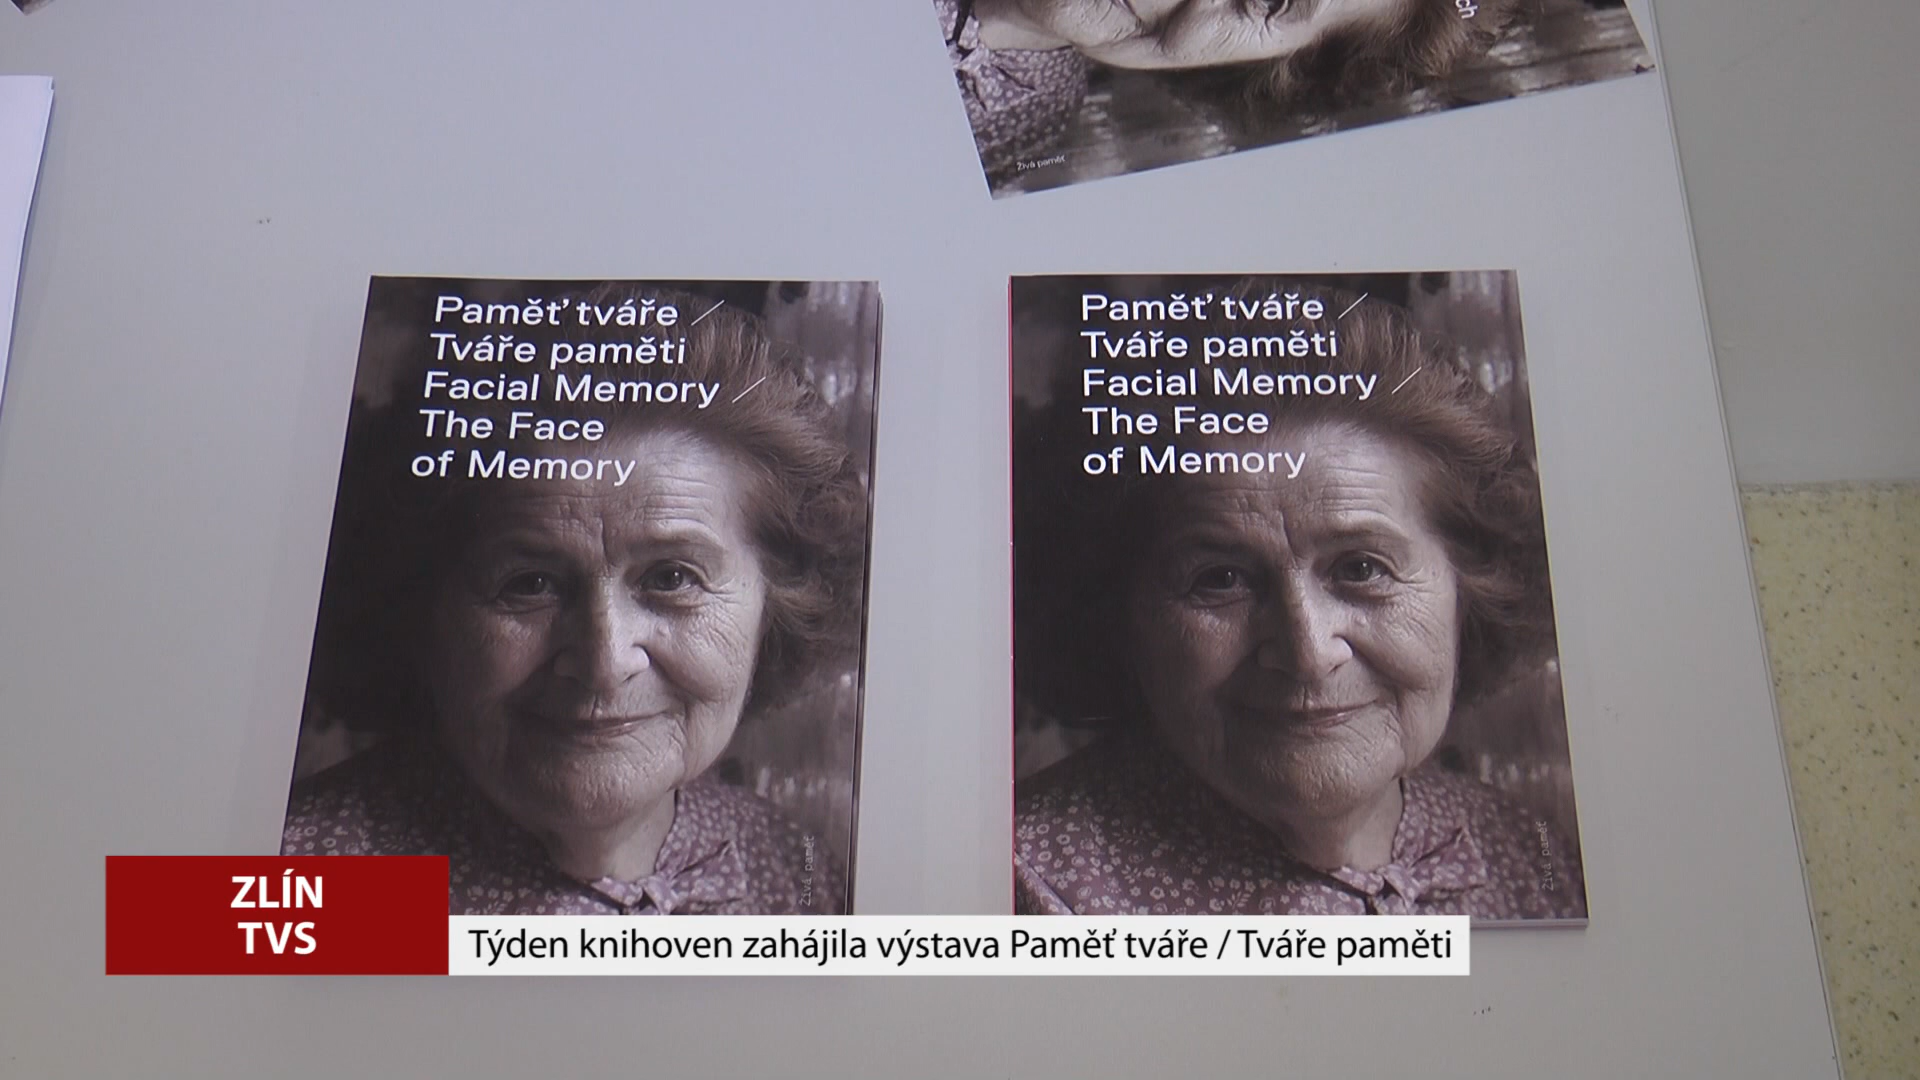 ch
Živá paměť
Paměť tváře /
Tváře paměti
Facial Memory /
The Face
of Memory
Živá paměť
Paměť tváře /
Tváře paměti
Facial Memory /
The Face
of Memory
Živá paměť
ZLÍN
TVS
Týden knihoven zahájila výstava Paměť tváře / Tváře paměti